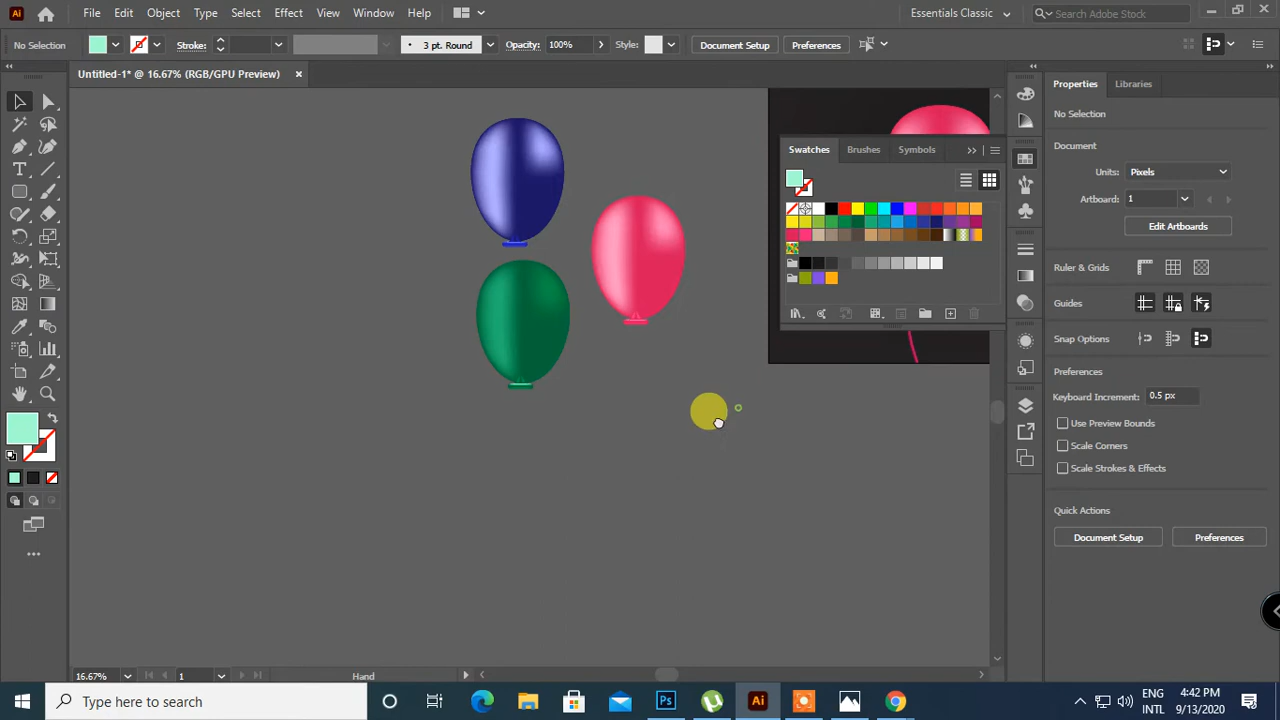 Ai File Edit Object Type Select Effect View Window Help Essentials Classic Search Adobe Stock
No Selection Stroke: 3 pt. Round Opacity: 100% Style: Document Setup Preferences
Untitled-1* @ 16.67% (RGB/GPU Preview)
Properties Libraries
No Selection
Document
Units: Pixels
Artboard: 1
Edit Artboards
Ruler & Grids
Guides
Snap Options
Preferences
Keyboard Increment: 0.5 px
Use Preview Bounds
Scale Corners
Scale Strokes & Effects
Quick Actions
Document Setup Preferences
Swatches Brushes Symbols
16.67% 1 Hand
Type here to search
Ps Ai
ENG
INTL
4:42 PM
9/13/2020